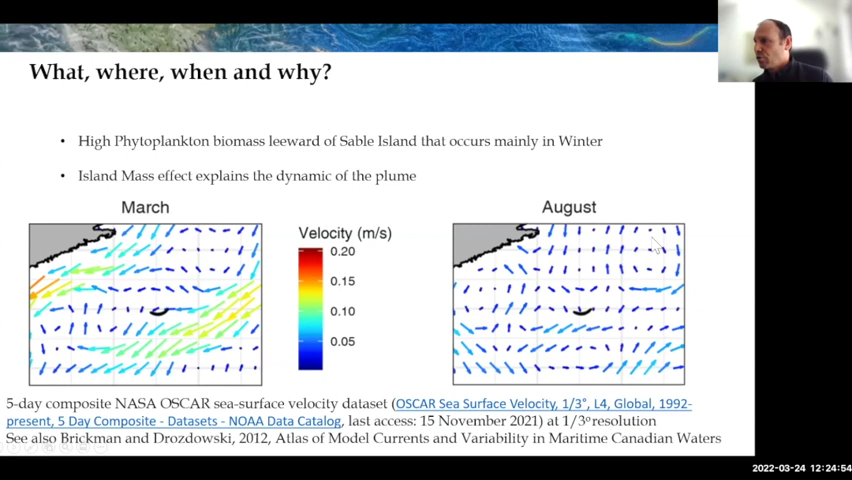 What, where, when and why?
• High Phytoplankton biomass leeward of Sable Island that occurs mainly in Winter
• Island Mass effect explains the dynamic of the plume
March
August
Velocity (m/s)
0.20
0.15
0.10
0.05
5-day composite NASA OSCAR sea-surface velocity dataset (OSCAR Sea Surface Velocity, 1/3°, L4, Global, 1992-
present, 5 Day Composite - Datasets - NOAA Data Catalog, last access: 15 November 2021) at 1/3° resolution
See also Brickman and Drozdowski, 2012, Atlas of Model Currents and Variability in Maritime Canadian Waters
2022-03-24 12:24:54